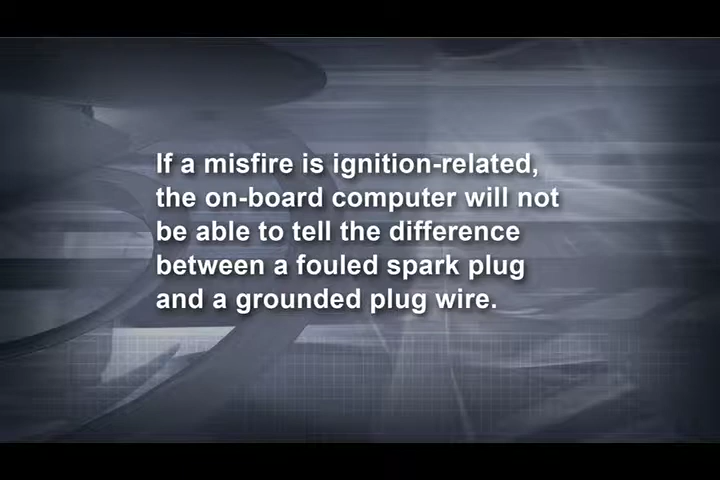 If a misfire is ignition-related,
the on-board computer will not
be able to tell the difference
between a fouled spark plug
and a grounded plug wire.